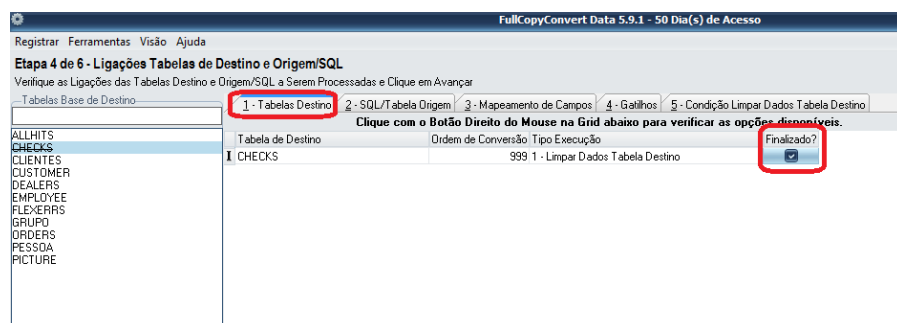 FullCopyConvert Data 5.9.1 - 50 Dia(s) de Acesso
Registrar Ferramentas Visão Ajuda
Etapa 4 de 6 - Ligações Tabelas de Destino e Origem/SQL
Verifique as Ligações das Tabelas Destino e Origem/SQL a Serem Processadas e Clique em Avançar
Tabelas Base de Destino
1 - Tabelas Destino 2 - SQL/Tabela Origem 3 - Mapeamento de Campos 4 - Gatilhos 5 - Condição Limpar Dados Tabela Destino
Clique com o Botão Direito do Mouse na Grid abaixo para verificar as opções disponíveis.
Tabela de Destino Ordem de Conversão Tipo Execução Finalizado?
CHECKS 999 1 - Limpar Dados Tabela Destino
ALLHITS
CHECKS
CLIENTES
CUSTOMER
DEALERS
EMPLOYEE
FLEXERRS
GRUPO
ORDERS
PESSOA
PICTURE